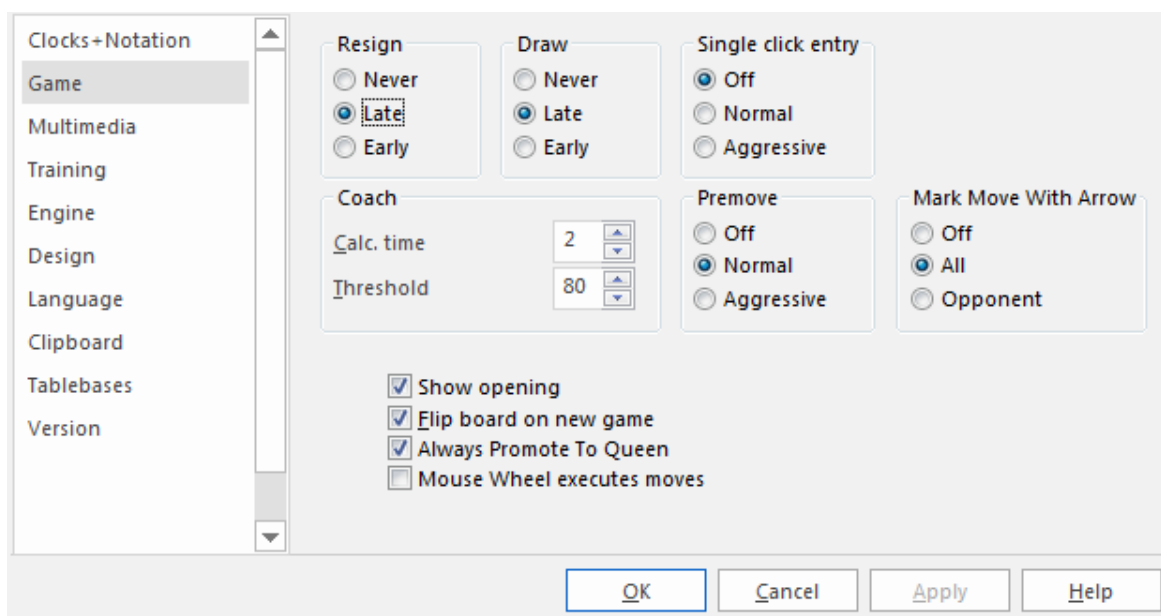 Clocks+Notation
Game
Multimedia
Training
Engine
Design
Language
Clipboard
Tablebases
Version
Resign
Never
Late
Early
Draw
Never
Late
Early
Single click entry
Off
Normal
Aggressive
Coach
Calc. time 2
Threshold 80
Premove
Off
Normal
Aggressive
Mark Move With Arrow
Off
All
Opponent
Show opening
Flip board on new game
Always Promote To Queen
Mouse Wheel executes moves
OK Cancel Apply Help